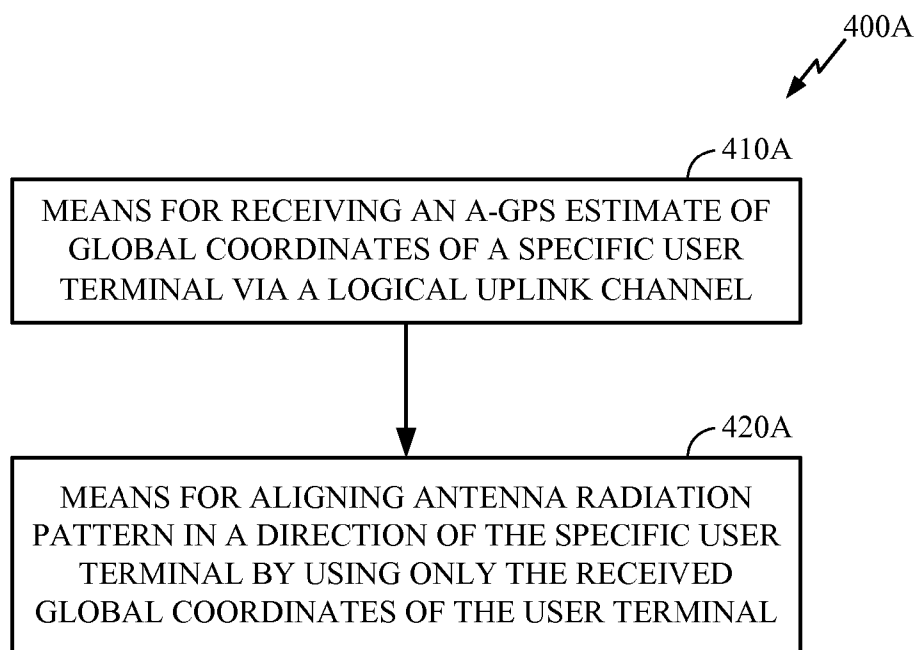 400A
410A
MEANS FOR RECEIVING AN A-GPS ESTIMATE OF
GLOBAL COORDINATES OF A SPECIFIC USER
TERMINAL VIA A LOGICAL UPLINK CHANNEL
420A
MEANS FOR ALIGNING ANTENNA RADIATION
PATTERN IN A DIRECTION OF THE SPECIFIC USER
TERMINAL BY USING ONLY THE RECEIVED
GLOBAL COORDINATES OF THE USER TERMINAL